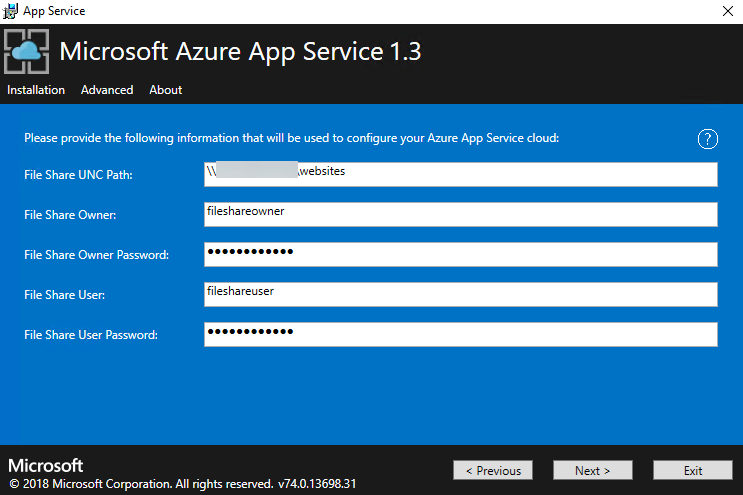 App Service
Microsoft Azure App Service 1.3
Installation Advanced About
Please provide the following information that will be used to configure your Azure App Service cloud:
?
File Share UNC Path: \\ \websites
File Share Owner: fileshareowner
File Share Owner Password: ●●●●●●●●●●●●
File Share User: fileshareuser
File Share User Password: ●●●●●●●●●●●●
Microsoft
© 2018 Microsoft Corporation. All rights reserved. v74.0.13698.31
< Previous Next > Exit